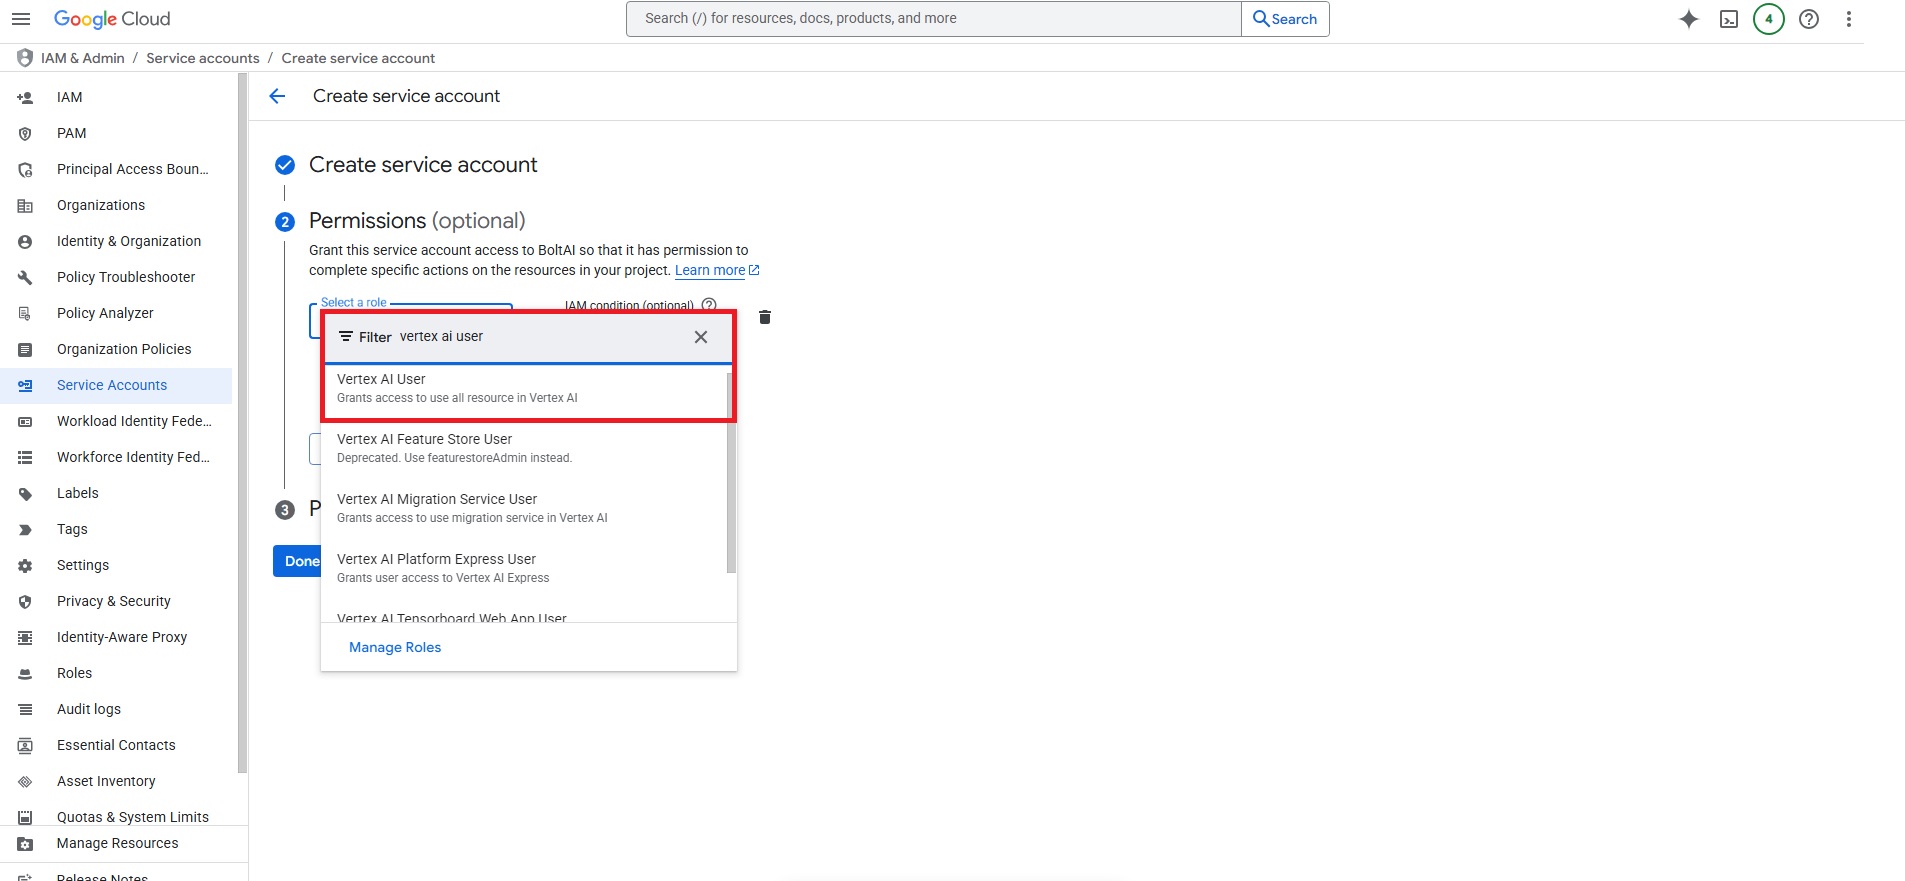 Google Cloud
Search (/) for resources, docs, products, and more
Search
4
IAM & Admin / Service accounts / Create service account
IAM
PAM
Principal Access Boun...
Organizations
Identity & Organization
Policy Troubleshooter
Policy Analyzer
Organization Policies
Service Accounts
Workload Identity Fede...
Workforce Identity Fed...
Labels
Tags
Settings
Privacy & Security
Identity-Aware Proxy
Roles
Audit logs
Essential Contacts
Asset Inventory
Quotas & System Limits
Manage Resources
Release Notes
Create service account
Create service account
2 Permissions (optional)
Grant this service account access to BoltAI so that it has permission to
complete specific actions on the resources in your project. Learn more
Select a role
IAM condition (optional)
Filter vertex ai user
Vertex AI User
Grants access to use all resource in Vertex AI
Vertex AI Feature Store User
Deprecated. Use featurestoreAdmin instead.
Vertex AI Migration Service User
Grants access to use migration service in Vertex AI
Vertex AI Platform Express User
Grants user access to Vertex AI Express
Vertex AI Tensorboard Web App User
Manage Roles
3 P
Done